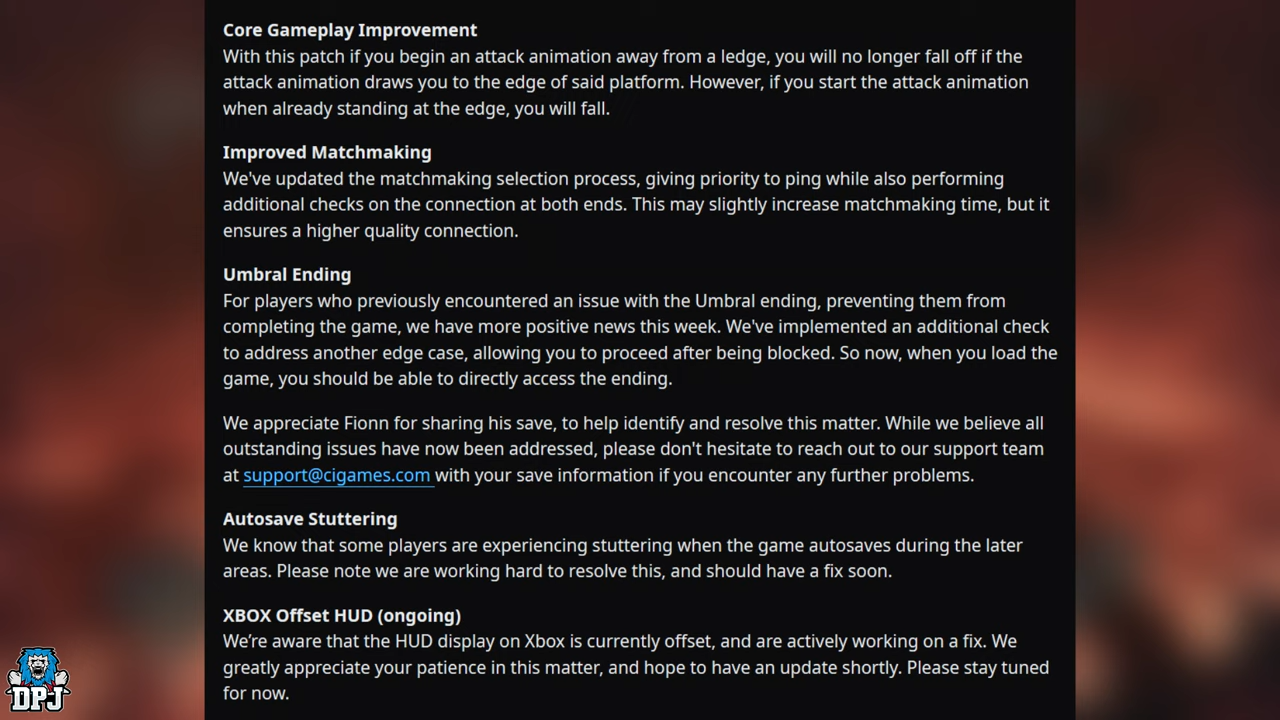 Core Gameplay Improvement
With this patch if you begin an attack animation away from a ledge, you will no longer fall off if the
attack animation draws you to the edge of said platform. However, if you start the attack animation
when already standing at the edge, you will fall.
Improved Matchmaking
We've updated the matchmaking selection process, giving priority to ping while also performing
additional checks on the connection at both ends. This may slightly increase matchmaking time, but it
ensures a higher quality connection.
Umbral Ending
For players who previously encountered an issue with the Umbral ending, preventing them from
completing the game, we have more positive news this week. We've implemented an additional check
to address another edge case, allowing you to proceed after being blocked. So now, when you load the
game, you should be able to directly access the ending.
We appreciate Fionn for sharing his save, to help identify and resolve this matter. While we believe all
outstanding issues have now been addressed, please don't hesitate to reach out to our support team
at support@cigames.com with your save information if you encounter any further problems.
Autosave Stuttering
We know that some players are experiencing stuttering when the game autosaves during the later
areas. Please note we are working hard to resolve this, and should have a fix soon.
XBOX Offset HUD (ongoing)
We’re aware that the HUD display on Xbox is currently offset, and are actively working on a fix. We
greatly appreciate your patience in this matter, and hope to have an update shortly. Please stay tuned
for now.
DPJ